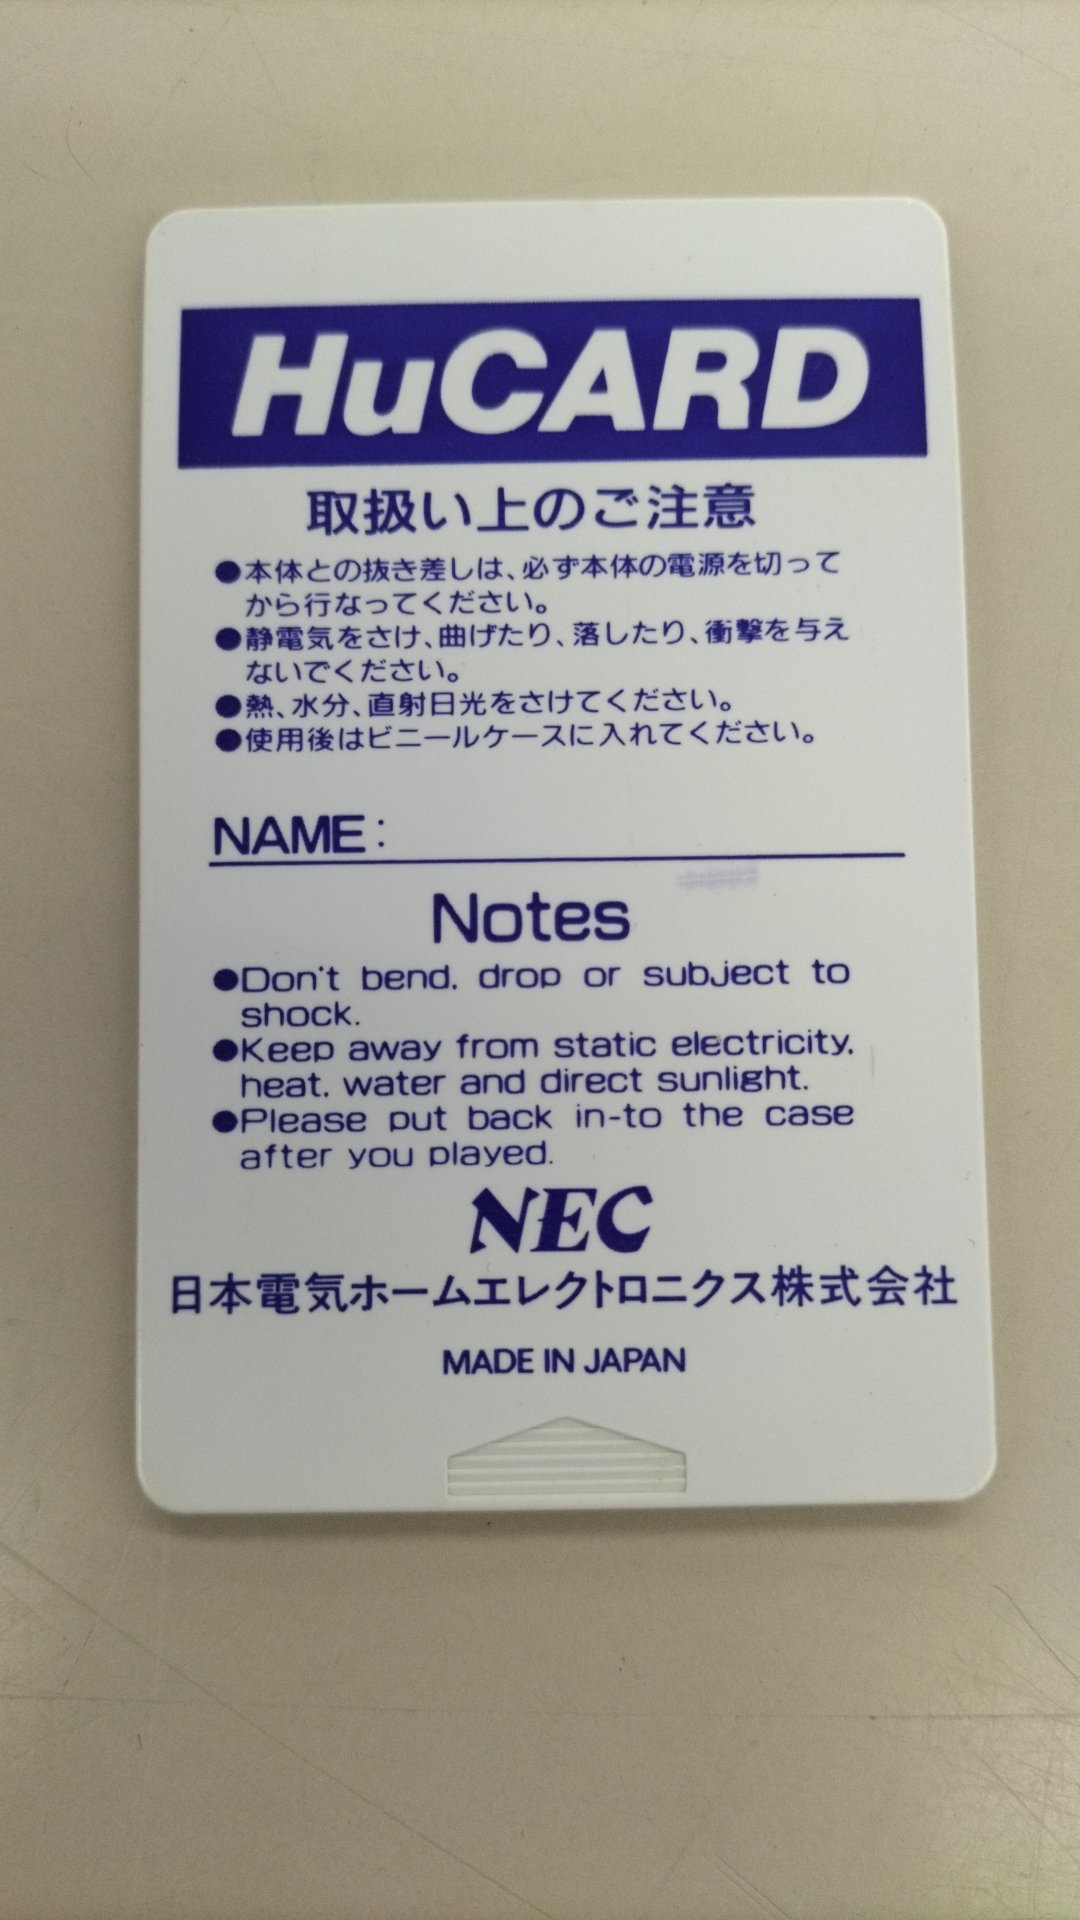 HuCARD
取扱い上のご注意
●本体との抜き差しは、必ず本体の電源を切って
から行なってください。
●静電気をさけ、曲げたり、落したり、衝撃を与え
ないでください。
●熱、水分、直射日光をさけてください。
●使用後はビニールケースに入れてください。
NAME:
Notes
●Don't bend, drop or subject to
shock.
●Keep away from static electricity,
heat, water and direct sunlight.
●Please put back in-to the case
after you played.
NEC
日本電気ホームエレクトロニクス株式会社
MADE IN JAPAN